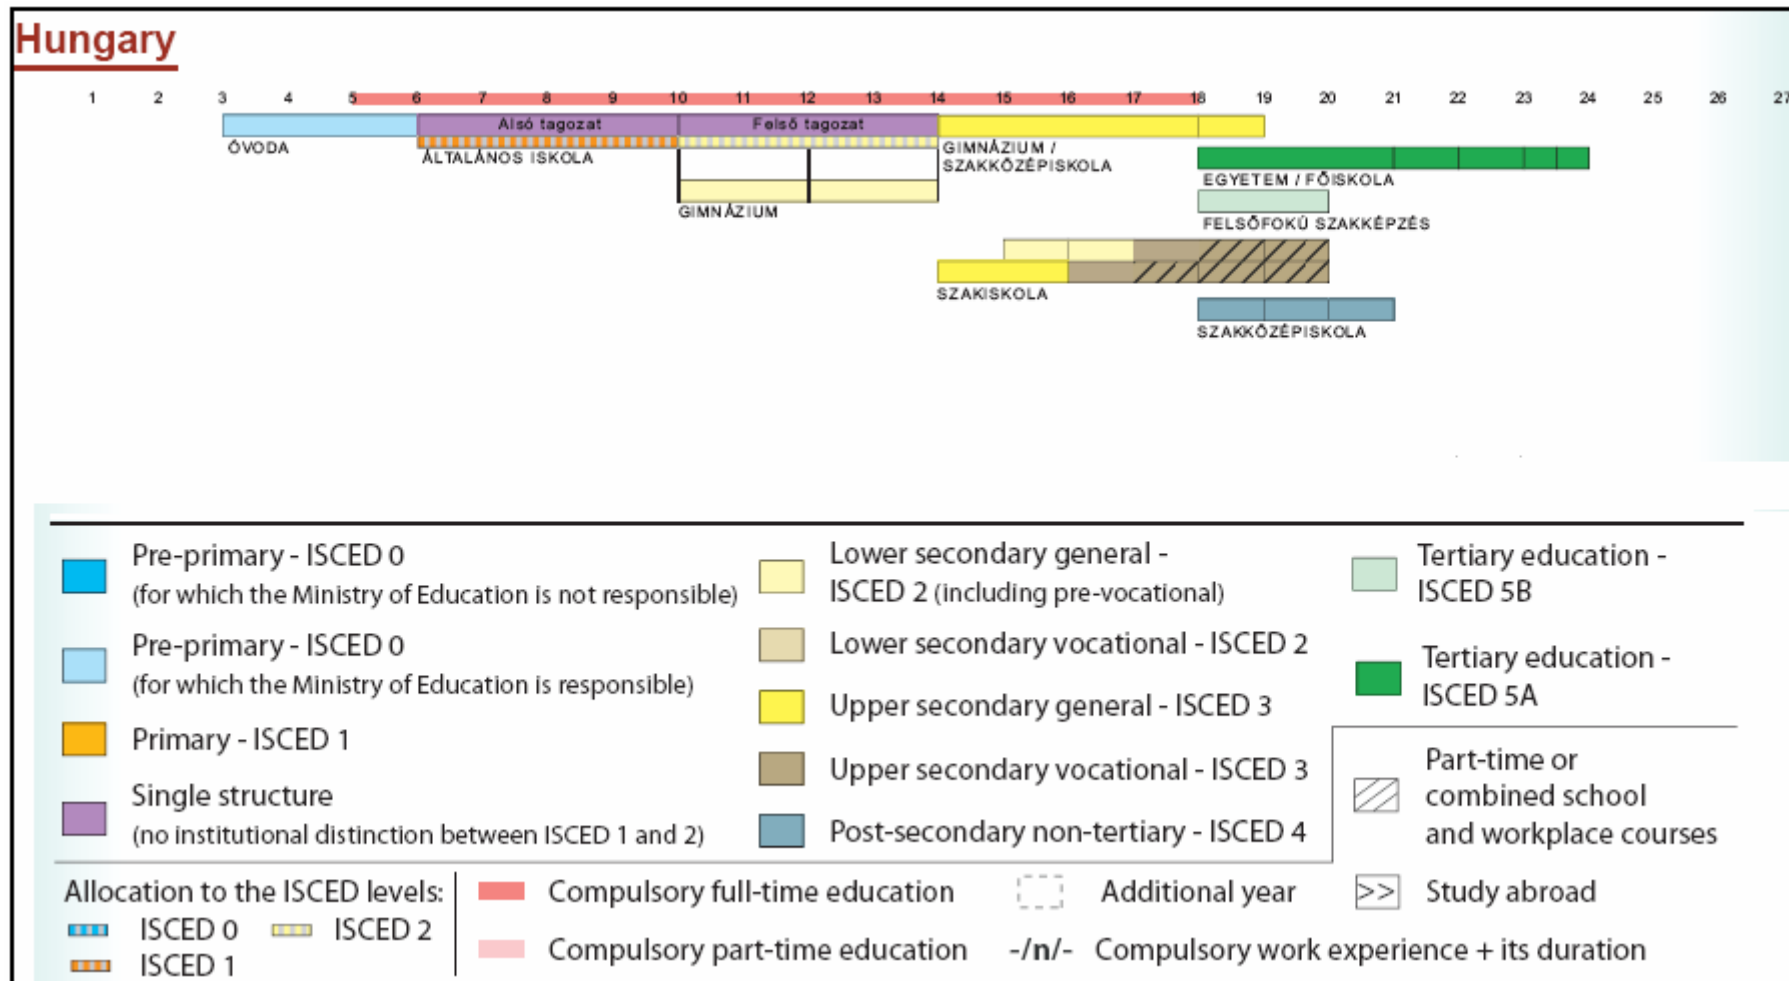 Hungary
1 2 3 4 5 6 7 8 9 10 11 12 13 14 15 16 17 18 19 20 21 22 23 24 25 26 27
Alsó tagozat Felső tagozat
ÓVODA ÁLTALÁNOS ISKOLA GIMNÁZIUM /
SZAKKÖZÉPISKOLA
EGYETEM / FŐISKOLA
GIMNÁZIUM
FELSŐFOKÚ SZAKKÉPZÉS
SZAKISKOLA
SZAKKÖZÉPISKOLA
Pre-primary - ISCED 0
(for which the Ministry of Education is not responsible)
Pre-primary - ISCED 0
(for which the Ministry of Education is responsible)
Primary - ISCED 1
Single structure
(no institutional distinction between ISCED 1 and 2)
Lower secondary general -
ISCED 2 (including pre-vocational)
Lower secondary vocational - ISCED 2
Upper secondary general - ISCED 3
Upper secondary vocational - ISCED 3
Post-secondary non-tertiary - ISCED 4
Tertiary education -
ISCED 5B
Tertiary education -
ISCED 5A
Part-time or
combined school
and workplace courses
Allocation to the ISCED levels:
ISCED 0 ISCED 2
ISCED 1
Compulsory full-time education
Compulsory part-time education
Additional year
-/n/- Compulsory work experience + its duration
>> Study abroad